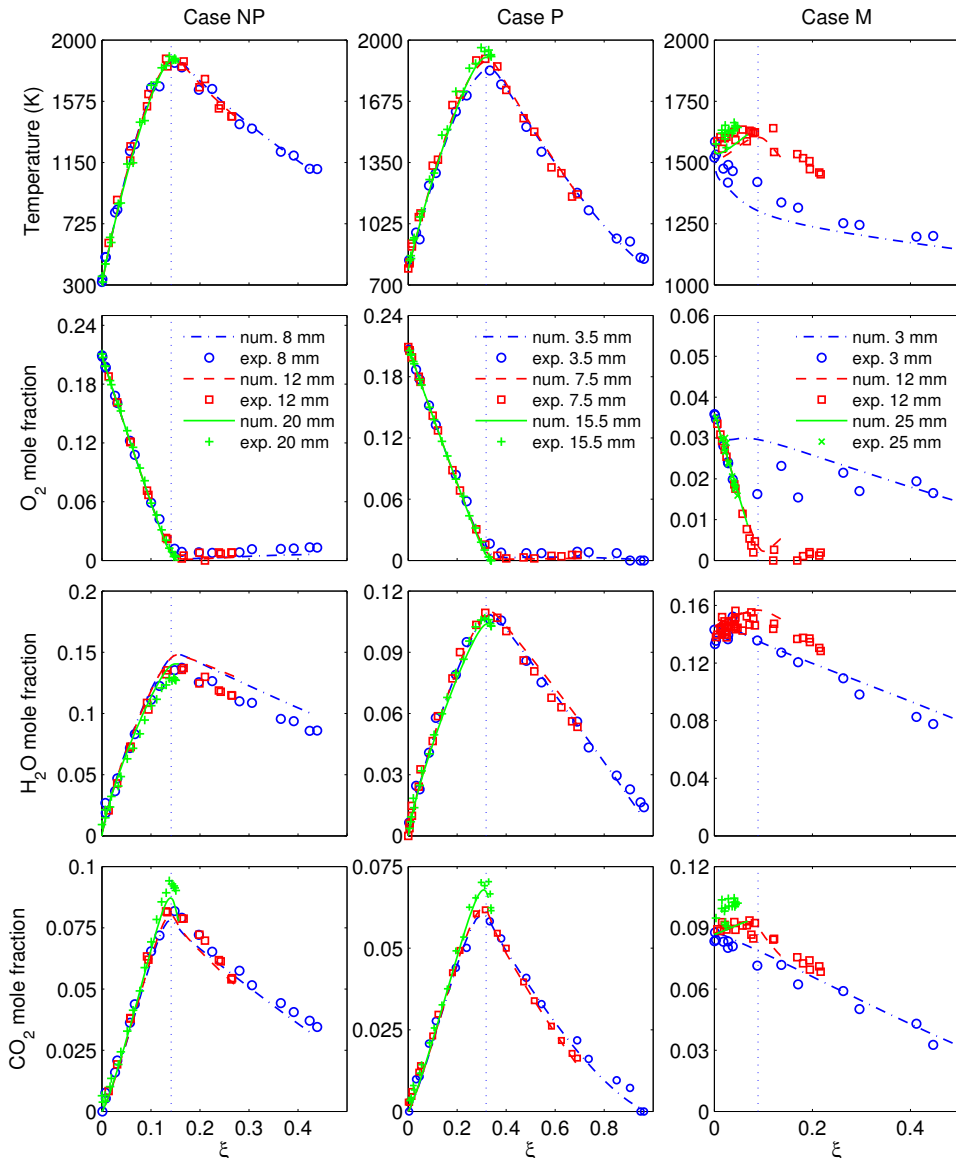 Case NP
Case P
Case M
Temperature (K)
2000
1575
1150
725
300
2000
1675
1350
1025
700
2000
1750
1500
1250
1000
O2 mole fraction
0.24
0.18
0.12
0.06
0
num. 8 mm
exp. 8 mm
num. 12 mm
exp. 12 mm
num. 20 mm
exp. 20 mm
0.24
0.18
0.12
0.06
0
num. 3.5 mm
exp. 3.5 mm
num. 7.5 mm
exp. 7.5 mm
num. 15.5 mm
exp. 15.5 mm
0.06
0.05
0.04
0.03
0.02
0.01
0
num. 3 mm
exp. 3 mm
num. 12 mm
exp. 12 mm
num. 25 mm
exp. 25 mm
H2O mole fraction
0.2
0.15
0.1
0.05
0
0.12
0.09
0.06
0.03
0
0.16
0.12
0.08
0.04
0
CO2 mole fraction
0.1
0.075
0.05
0.025
0
0 0.1 0.2 0.3 0.4
ξ
0.075
0.05
0.025
0
0 0.2 0.4 0.6 0.8
ξ
0.12
0.09
0.06
0.03
0
0 0.2 0.4
ξ